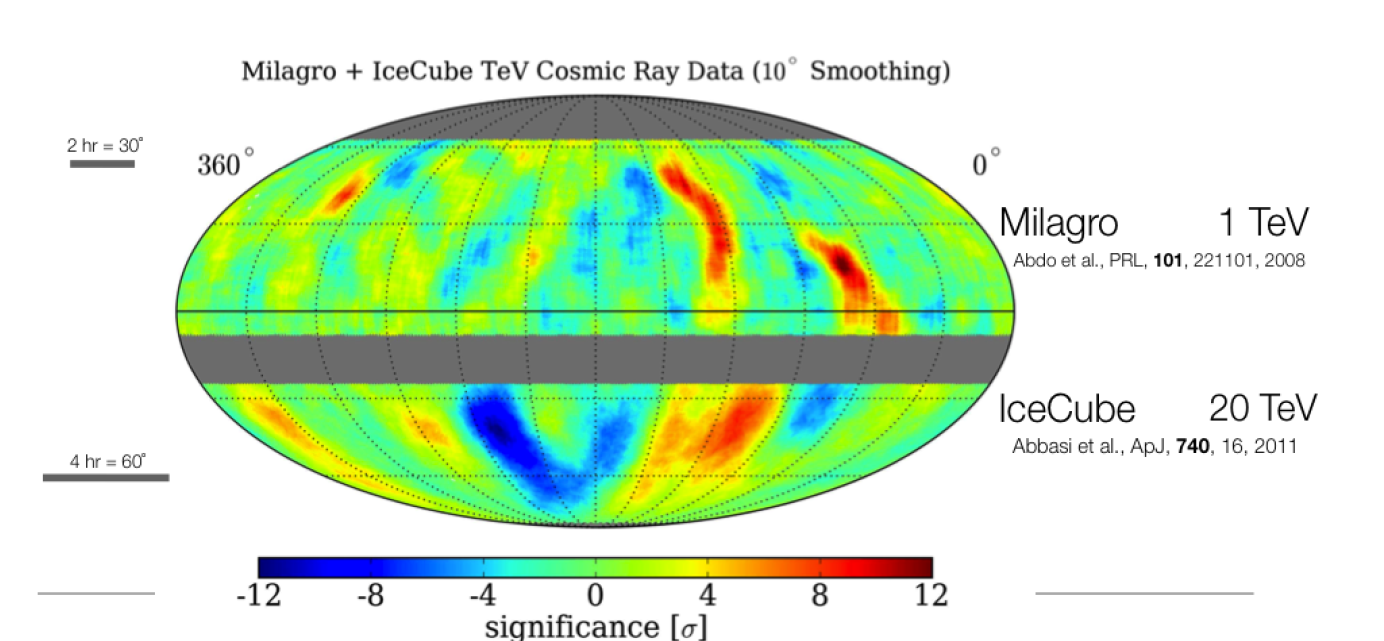 Milagro + IceCube TeV Cosmic Ray Data (10° Smoothing)
2 hr = 30°
360°
0°
Milagro 1 TeV
Abdo et al., PRL, 101, 221101, 2008
IceCube 20 TeV
Abbasi et al., ApJ, 740, 16, 2011
4 hr = 60°
-12 -8 -4 0 4 8 12
significance [σ]